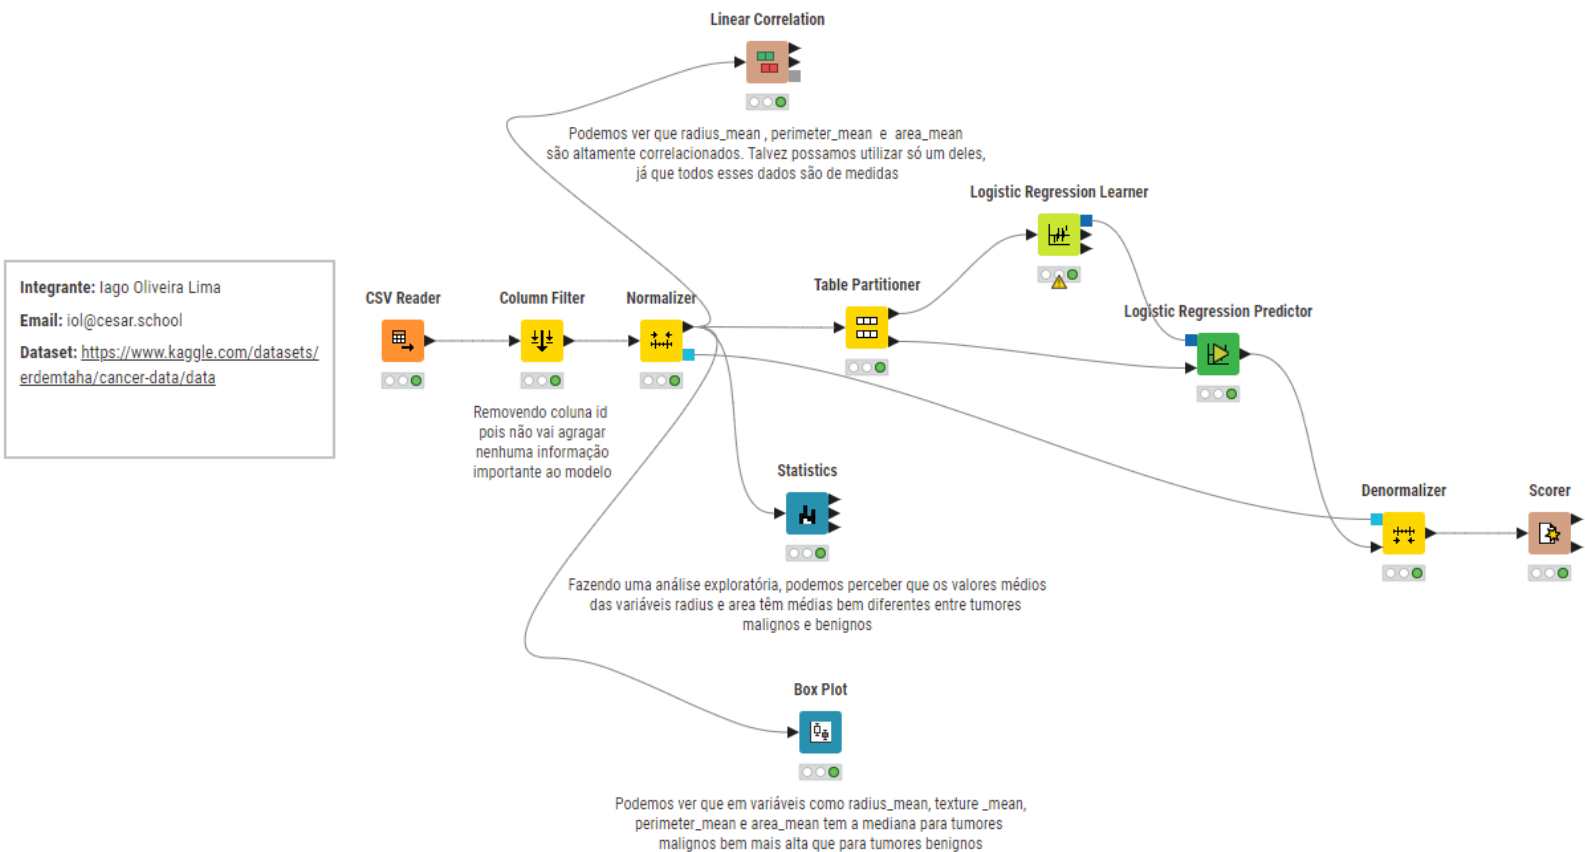 Linear Correlation
Podemos ver que radius_mean , perimeter_mean e area_mean
são altamente correlacionados. Talvez possamos utilizar só um deles,
já que todos esses dados são de medidas
Logistic Regression Learner
Integrante: Iago Oliveira Lima
Email: iol@cesar.school
Dataset: https://www.kaggle.com/datasets/
erdemtaha/cancer-data/data
CSV Reader
Column Filter
Normalizer
Table Partitioner
Logistic Regression Predictor
Removendo coluna id
pois não vai agragar
nenhuma informação
importante ao modelo
Statistics
Denormalizer
Scorer
Fazendo uma análise exploratória, podemos perceber que os valores médios
das variáveis radius e area têm médias bem diferentes entre tumores
malignos e benignos
Box Plot
Podemos ver que em variáveis como radius_mean, texture _mean,
perimeter_mean e area_mean tem a mediana para tumores
malignos bem mais alta que para tumores benignos